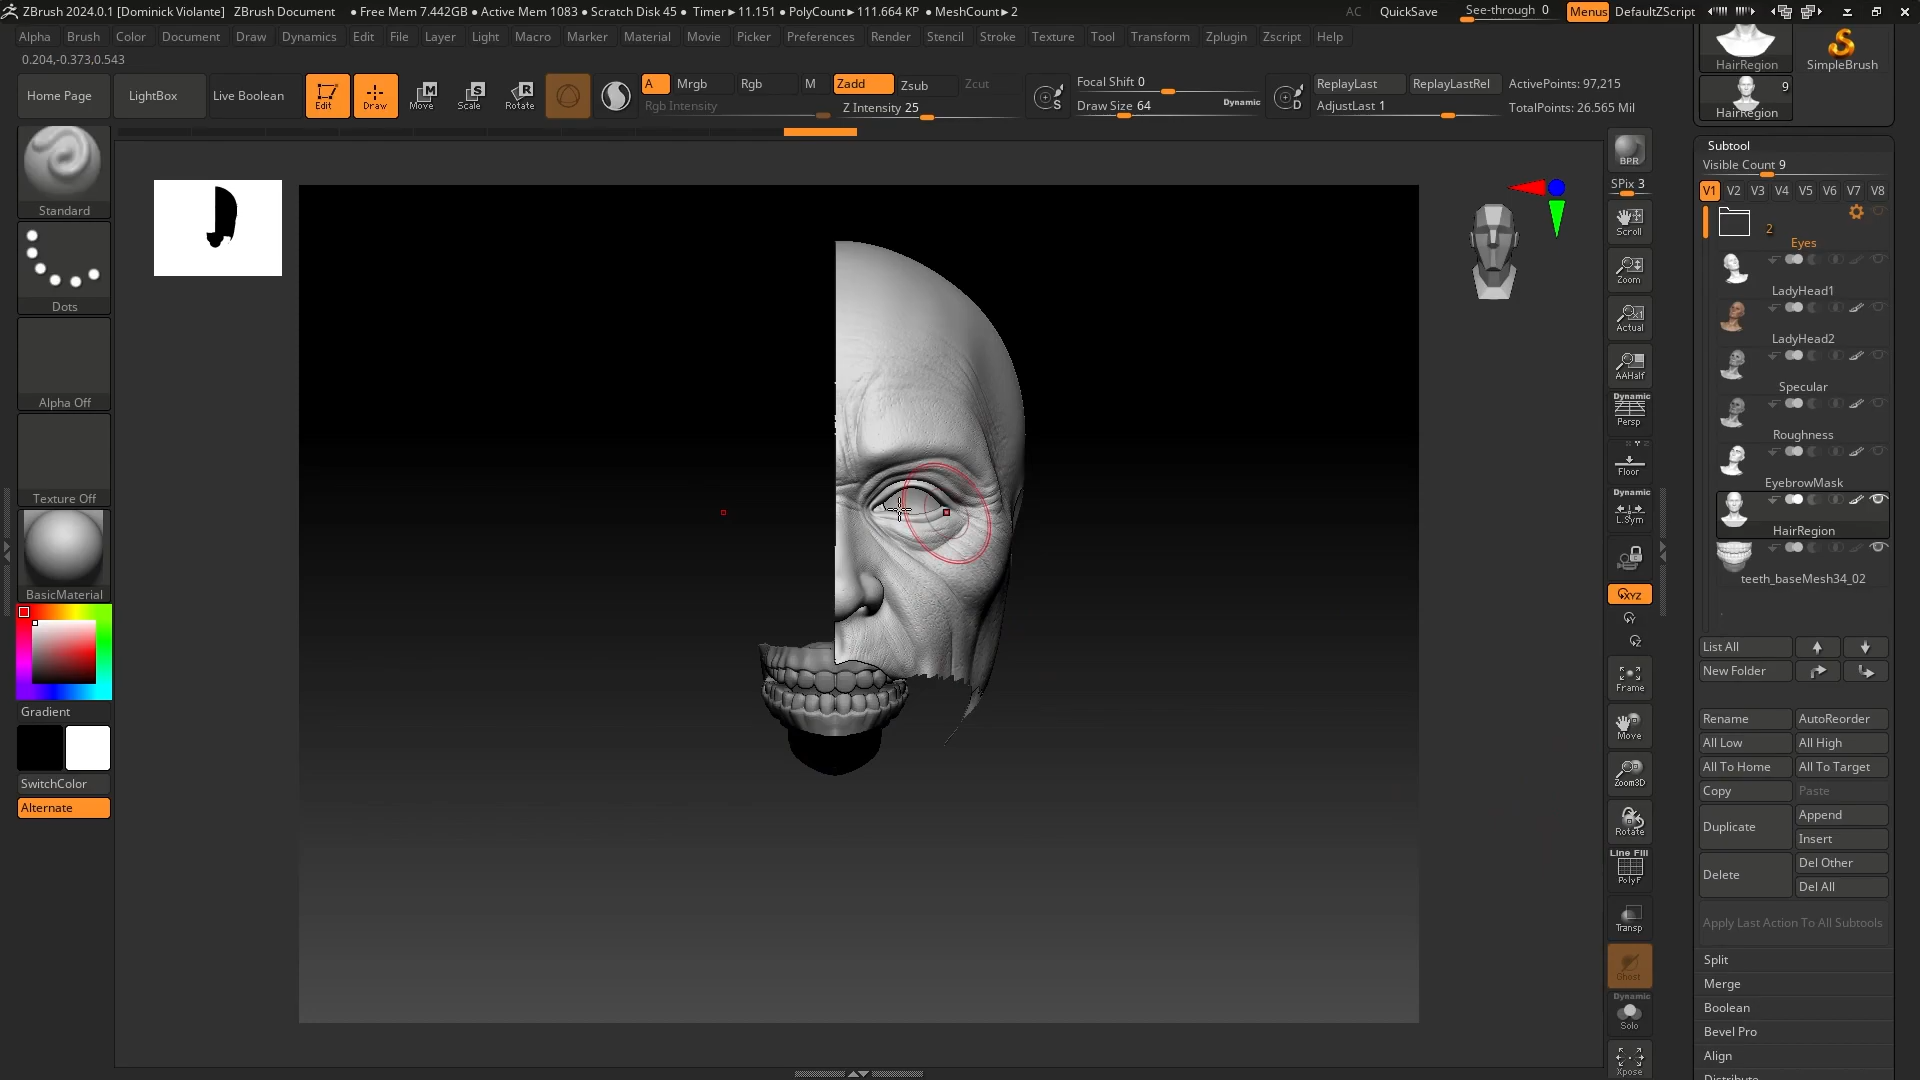 ZBrush 2024.0.1 [Dominick Violante] ZBrush Document ● Free Mem 7.442GB ● Active Mem 1083 ● Scratch Disk 45 ● Timer►11.151 ● PolyCount►111.664 KP ● MeshCount►2
AC QuickSave See-through 0 Menus DefaultZScript
Alpha Brush Color Document Draw Dynamics Edit File Layer Light Macro Marker Material Movie Picker Preferences Render Stencil Stroke Texture Tool Transform Zplugin Zscript Help
0.204,-0.373,0.543
Home Page LightBox Live Boolean Edit Draw Move Scale Rotate
A Mrgb Rgb M Zadd Zsub Zcut
Rgb Intensity Z Intensity 25
Focal Shift 0
Draw Size 64 Dynamic
ReplayLast ReplayLastRel ActivePoints: 97,215
AdjustLast 1 TotalPoints: 26.565 Mil
Standard
Dots
Alpha Off
Texture Off
BasicMaterial
Gradient
SwitchColor
Alternate
BPR
SPix 3
Scroll
Zoom
Actual
AAHalf
Dynamic
Persp
Floor
Dynamic
L.Sym
XYZ
Y
Z
Frame
Move
Zoom3D
Rotate
Line Fill
PolyF
Transp
Ghost
Dynamic
Solo
Xpose
HairRegion SimpleBrush
9
HairRegion
Subtool
Visible Count 9
V1 V2 V3 V4 V5 V6 V7 V8
2
Eyes
LadyHead1
LadyHead2
Specular
Roughness
EyebrowMask
HairRegion
teeth_baseMesh34_02
List All
New Folder
Rename AutoReorder
All Low All High
All To Home All To Target
Copy Paste
Duplicate Append
Insert
Delete Del Other
Del All
Apply Last Action To All Subtools
Split
Merge
Boolean
Bevel Pro
Align
Distribute